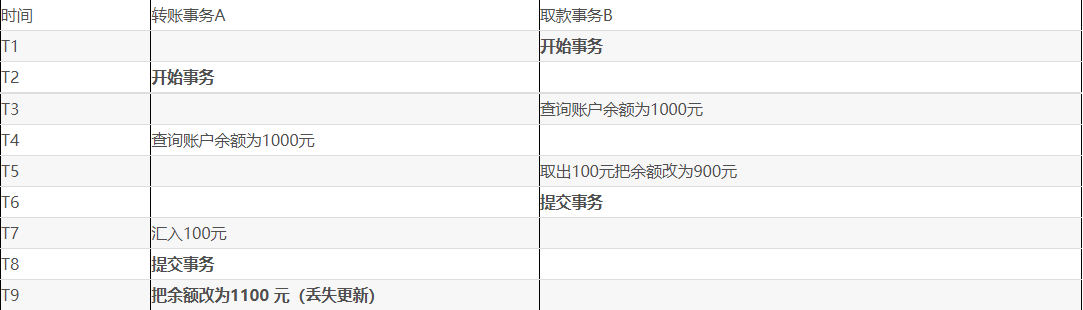 时间 转账事务A 取款事务B
T1 开始事务
T2 开始事务
T3 查询账户余额为1000元
T4 查询账户余额为1000元
T5 取出100元把余额改为900元
T6 提交事务
T7 汇入100元
T8 提交事务
T9 把余额改为1100 元（丢失更新）